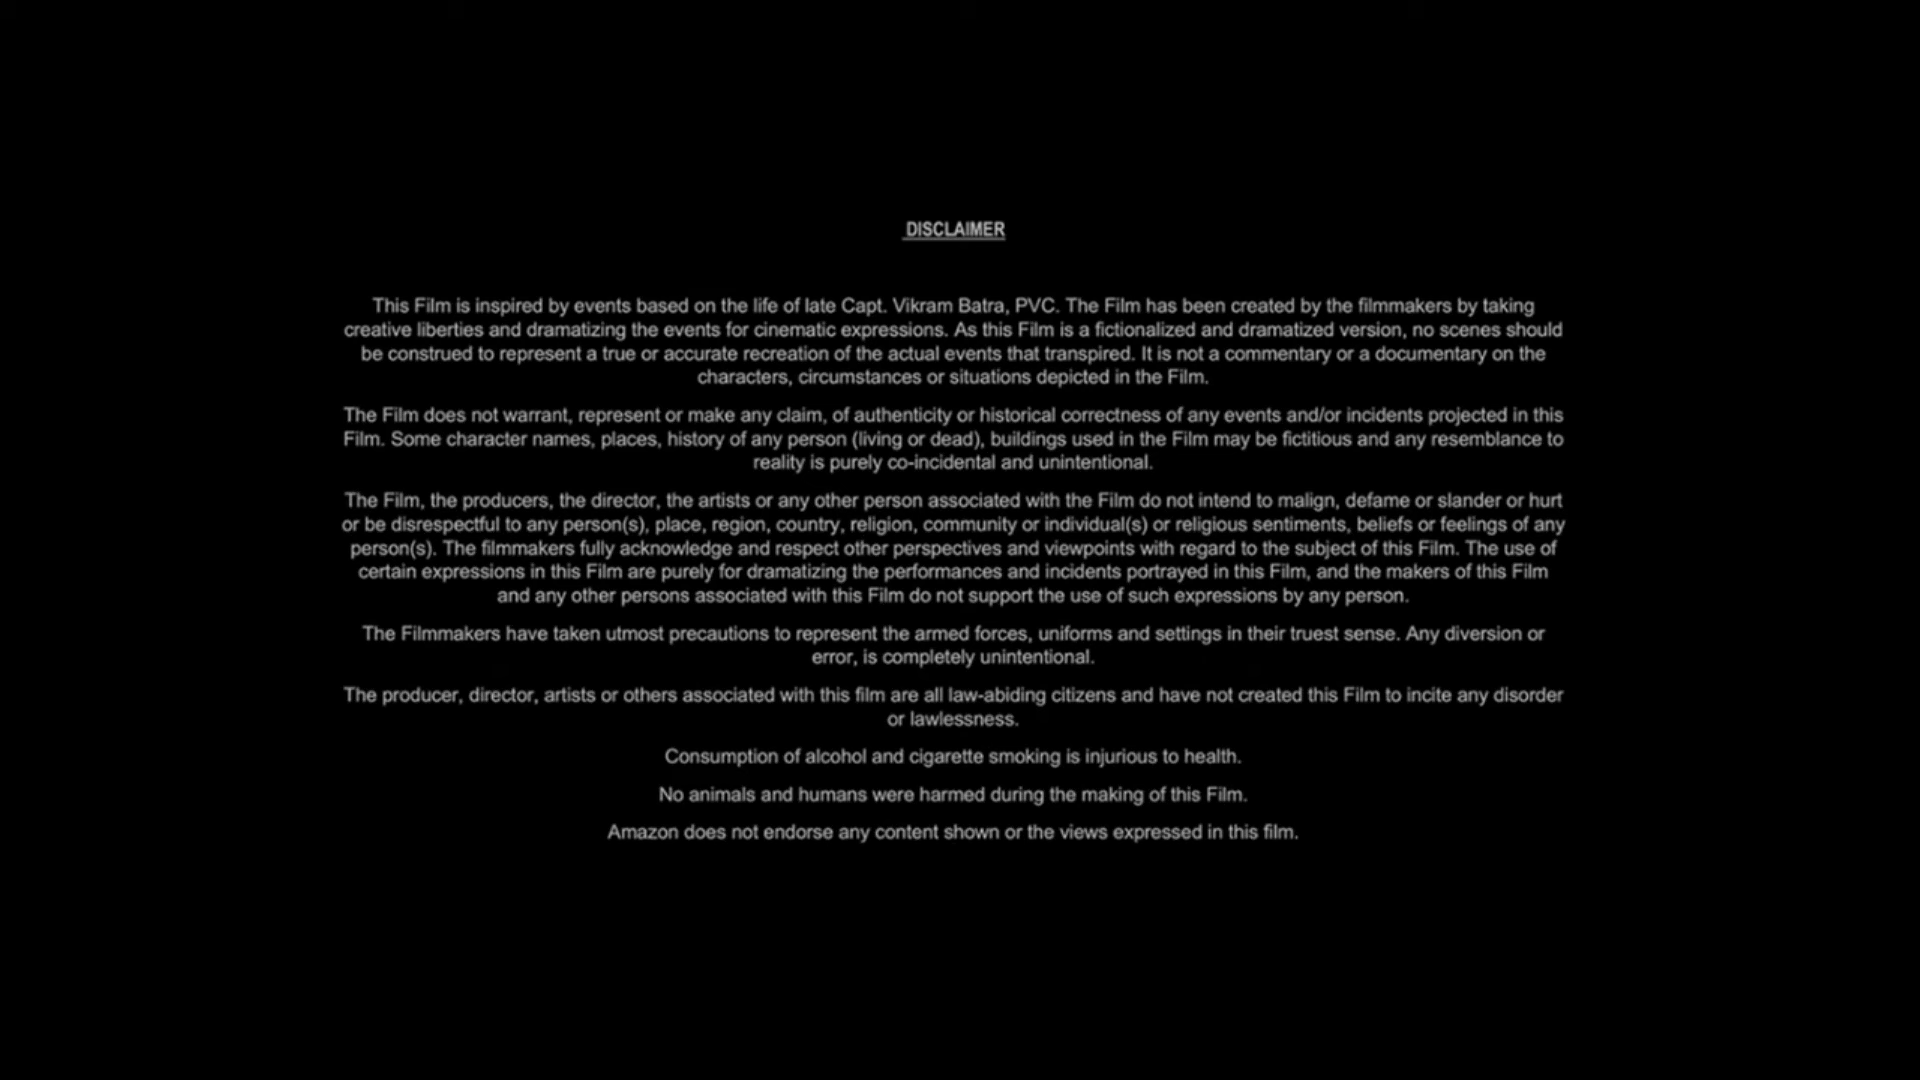 DISCLAIMER
This Film is inspired by events based on the life of late Capt. Vikram Batra, PVC. The Film has been created by the filmmakers by taking
creative liberties and dramatizing the events for cinematic expressions. As this Film is a fictionalized and dramatized version, no scenes should
be construed to represent a true or accurate recreation of the actual events that transpired. It is not a commentary or a documentary on the
characters, circumstances or situations depicted in the Film.
The Film does not warrant, represent or make any claim, of authenticity or historical correctness of any events and/or incidents projected in this
Film. Some character names, places, history of any person (living or dead), buildings used in the Film may be fictitious and any resemblance to
reality is purely co-incidental and unintentional.
The Film, the producers, the director, the artists or any other person associated with the Film do not intend to malign, defame or slander or hurt
or be disrespectful to any person(s), place, region, country, religion, community or individual(s) or religious sentiments, beliefs or feelings of any
person(s). The filmmakers fully acknowledge and respect other perspectives and viewpoints with regard to the subject of this Film. The use of
certain expressions in this Film are purely for dramatizing the performances and incidents portrayed in this Film, and the makers of this Film
and any other persons associated with this Film do not support the use of such expressions by any person.
The Filmmakers have taken utmost precautions to represent the armed forces, uniforms and settings in their truest sense. Any diversion or
error, is completely unintentional.
The producer, director, artists or others associated with this film are all law-abiding citizens and have not created this Film to incite any disorder
or lawlessness.
Consumption of alcohol and cigarette smoking is injurious to health.
No animals and humans were harmed during the making of this Film.
Amazon does not endorse any content shown or the views expressed in this film.